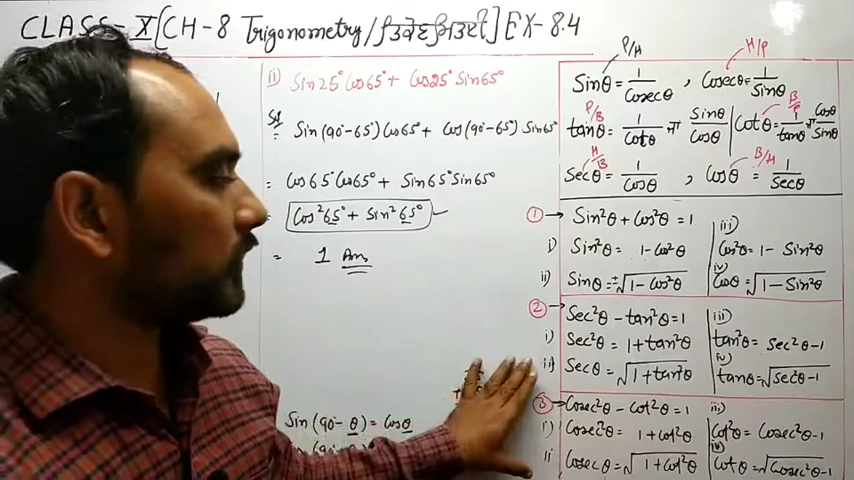 CLASS- X [CH-8 Trigonometry/ ] EX-8.4
ii) Sin25° Cos65° + Cos25° Sin65°
Sol Sin(90-65°)Cos65° + Cos(90-65°) Sin65°
= Cos65°Cos65° + Sin65°Sin65°
Cos²65° + Sin²65°
= 1 Ans
Sin(90-θ) = Cosθ
P/H H/P
Sinθ = 1/Cosecθ , Cosecθ = 1/Sinθ
P/B B/P
tanθ = 1/Cotθ Sinθ/Cosθ | Cotθ = 1/tanθ Cosθ/Sinθ
H/B B/H
Secθ = 1/Cosθ , Cosθ = 1/Secθ
① → Sin²θ + Cos²θ = 1
i) Sin²θ = 1-Cos²θ iii) Cos²θ = 1- Sin²θ
ii) Sinθ = ±√1-Cos²θ iv) Cosθ = √1-Sin²θ
② → Sec²θ - tan²θ = 1
i) Sec²θ = 1+tan²θ iii) tan²θ = Sec²θ-1
ii) Secθ = √1+tan²θ iv) tanθ = √Sec²θ-1
③ → Cosec²θ - Cot²θ = 1
i) Cosec²θ = 1+Cot²θ iii) Cot²θ = Cosec²θ-1
ii Cosecθ = √1+Cot²θ iv) Cotθ = √Cosec²θ-1